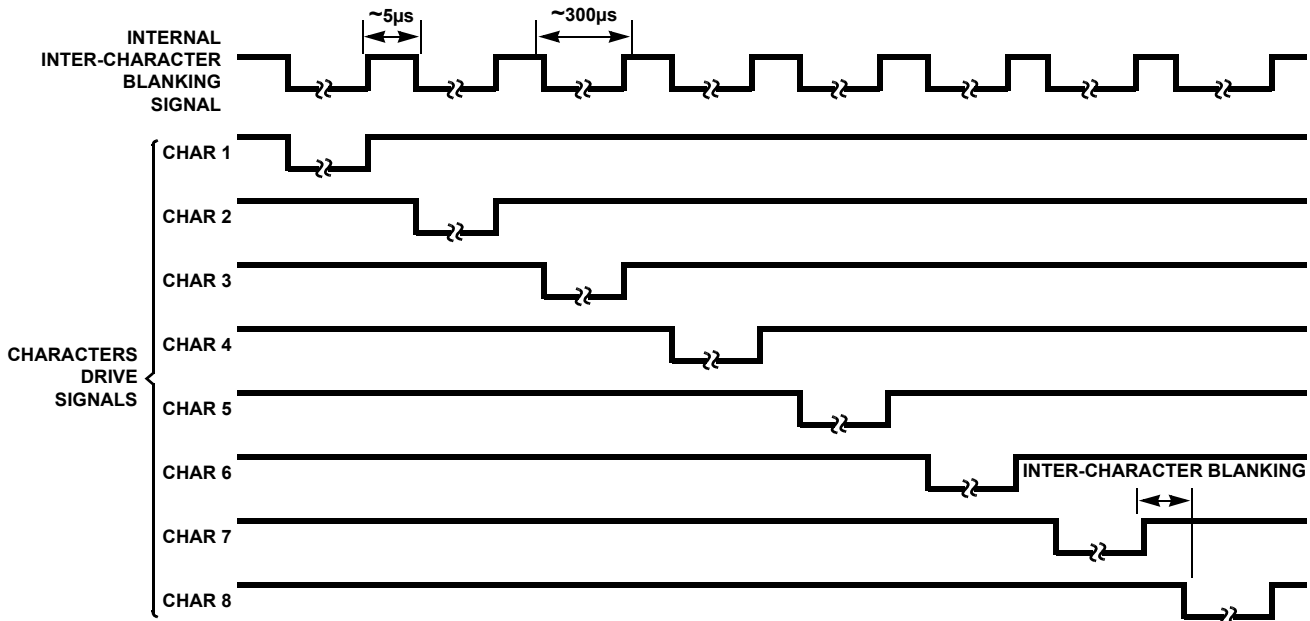 ~5µs
~300µs
INTERNAL
INTER-CHARACTER
BLANKING
SIGNAL
CHAR 1
CHAR 2
CHAR 3
CHAR 4
CHARACTERS
DRIVE
SIGNALS
CHAR 5
CHAR 6
INTER-CHARACTER BLANKING
CHAR 7
CHAR 8